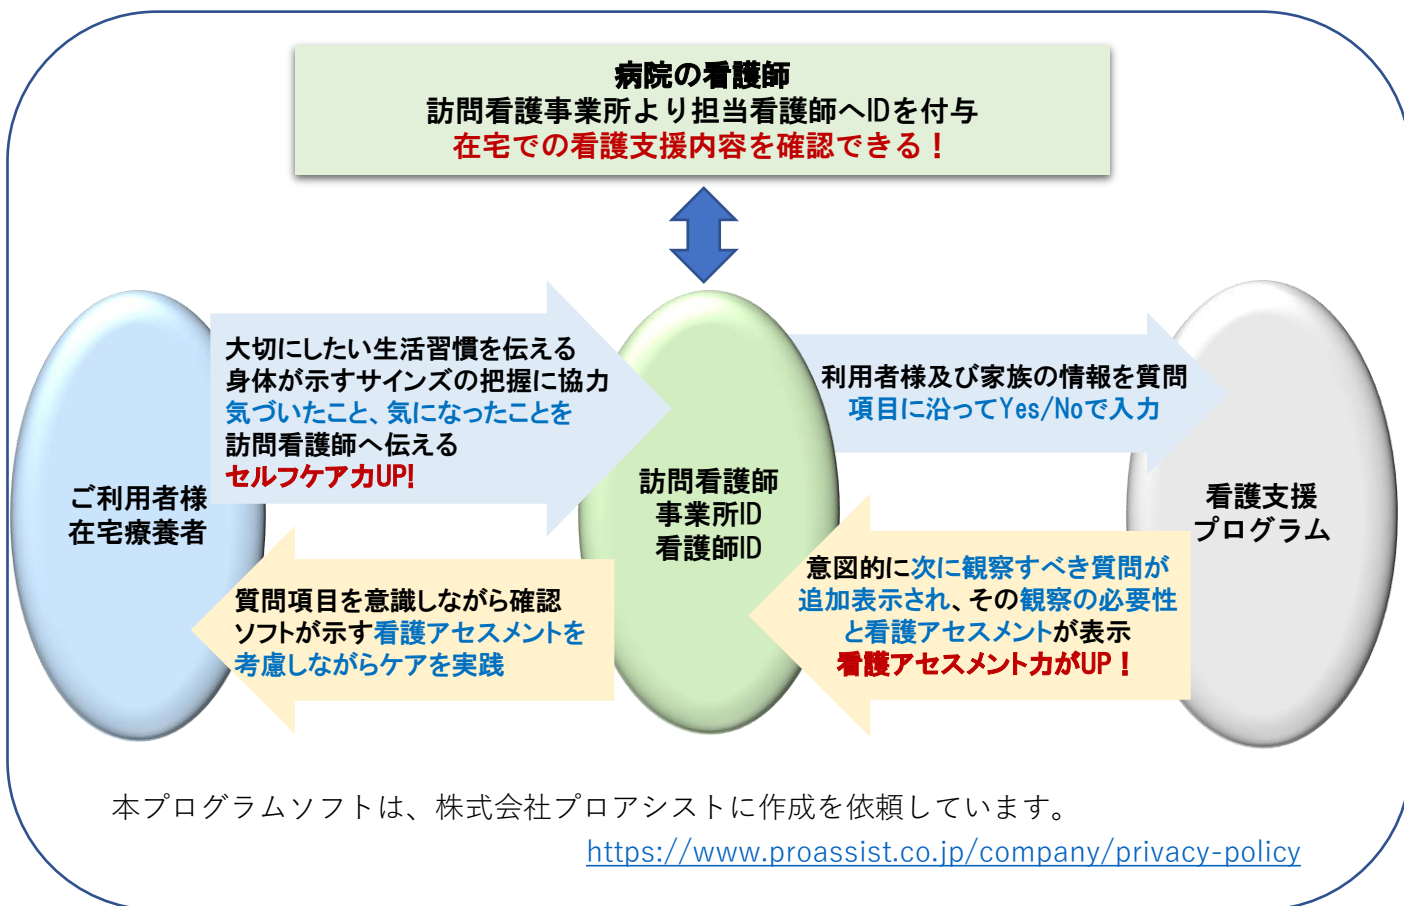 病院の看護師
訪問看護事業所より担当看護師へIDを付与
在宅での看護支援内容を確認できる！
大切にしたい生活習慣を伝える
身体が示すサインズの把握に協力
気づいたこと、気になったことを
訪問看護師へ伝える
セルフケア力UP!
利用者様及び家族の情報を質問
項目に沿ってYes/Noで入力
ご利用者様
在宅療養者
訪問看護師
事業所ID
看護師ID
看護支援
プログラム
質問項目を意識しながら確認
ソフトが示す看護アセスメントを
考慮しながらケアを実践
意図的に次に観察すべき質問が
追加表示され、その観察の必要性
と看護アセスメントが表示
看護アセスメント力がUP！
本プログラムソフトは、株式会社プロアシストに作成を依頼しています。
https://www.proassist.co.jp/company/privacy-policy